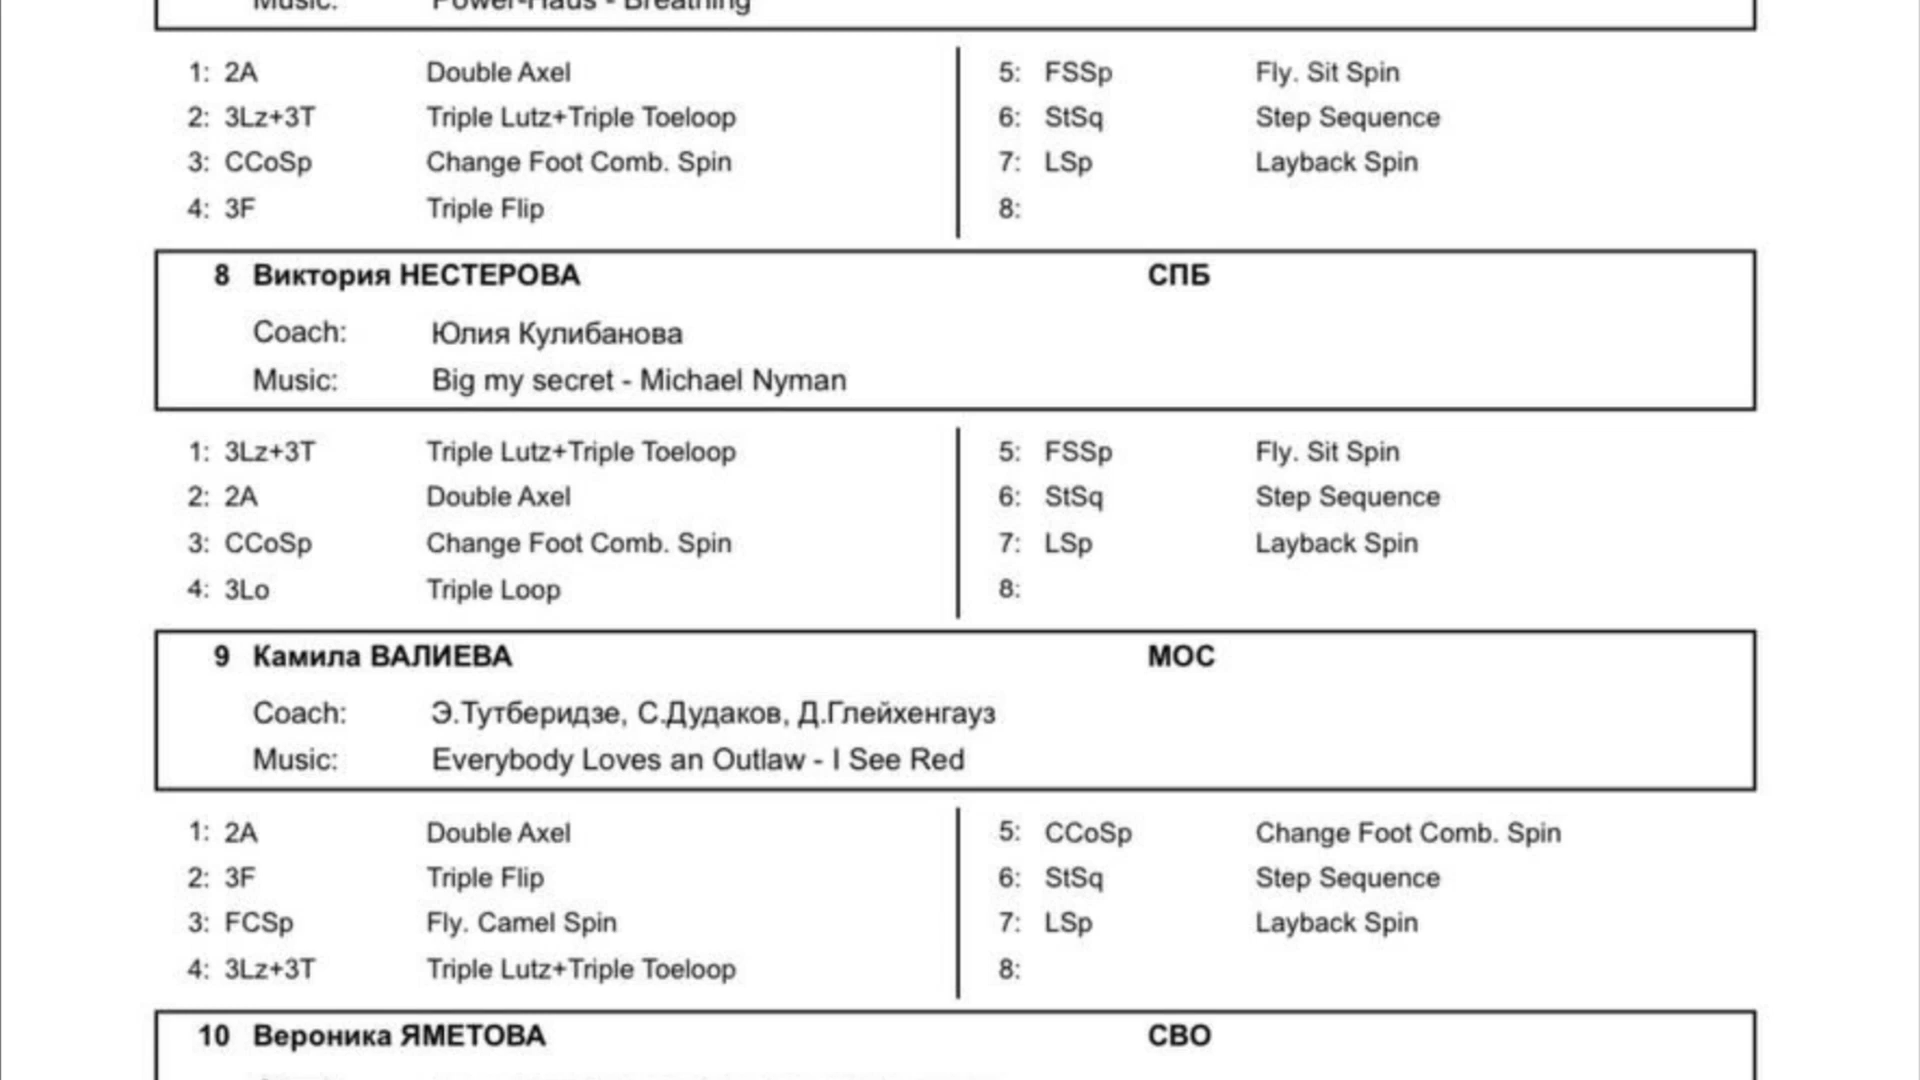 Music: Power-Haus - Breathing
1: 2A Double Axel 5: FSSp Fly. Sit Spin
2: 3Lz+3T Triple Lutz+Triple Toeloop 6: StSq Step Sequence
3: CCoSp Change Foot Comb. Spin 7: LSp Layback Spin
4: 3F Triple Flip 8:
8 Виктория НЕСТЕРОВА СПБ
Coach: Юлия Кулибанова
Music: Big my secret - Michael Nyman
1: 3Lz+3T Triple Lutz+Triple Toeloop 5: FSSp Fly. Sit Spin
2: 2A Double Axel 6: StSq Step Sequence
3: CCoSp Change Foot Comb. Spin 7: LSp Layback Spin
4: 3Lo Triple Loop 8:
9 Камила ВАЛИЕВА МОС
Coach: Э.Тутберидзе, С.Дудаков, Д.Глейхенгауз
Music: Everybody Loves an Outlaw - I See Red
1: 2A Double Axel 5: CCoSp Change Foot Comb. Spin
2: 3F Triple Flip 6: StSq Step Sequence
3: FCSp Fly. Camel Spin 7: LSp Layback Spin
4: 3Lz+3T Triple Lutz+Triple Toeloop 8:
10 Вероника ЯМЕТОВА СВО